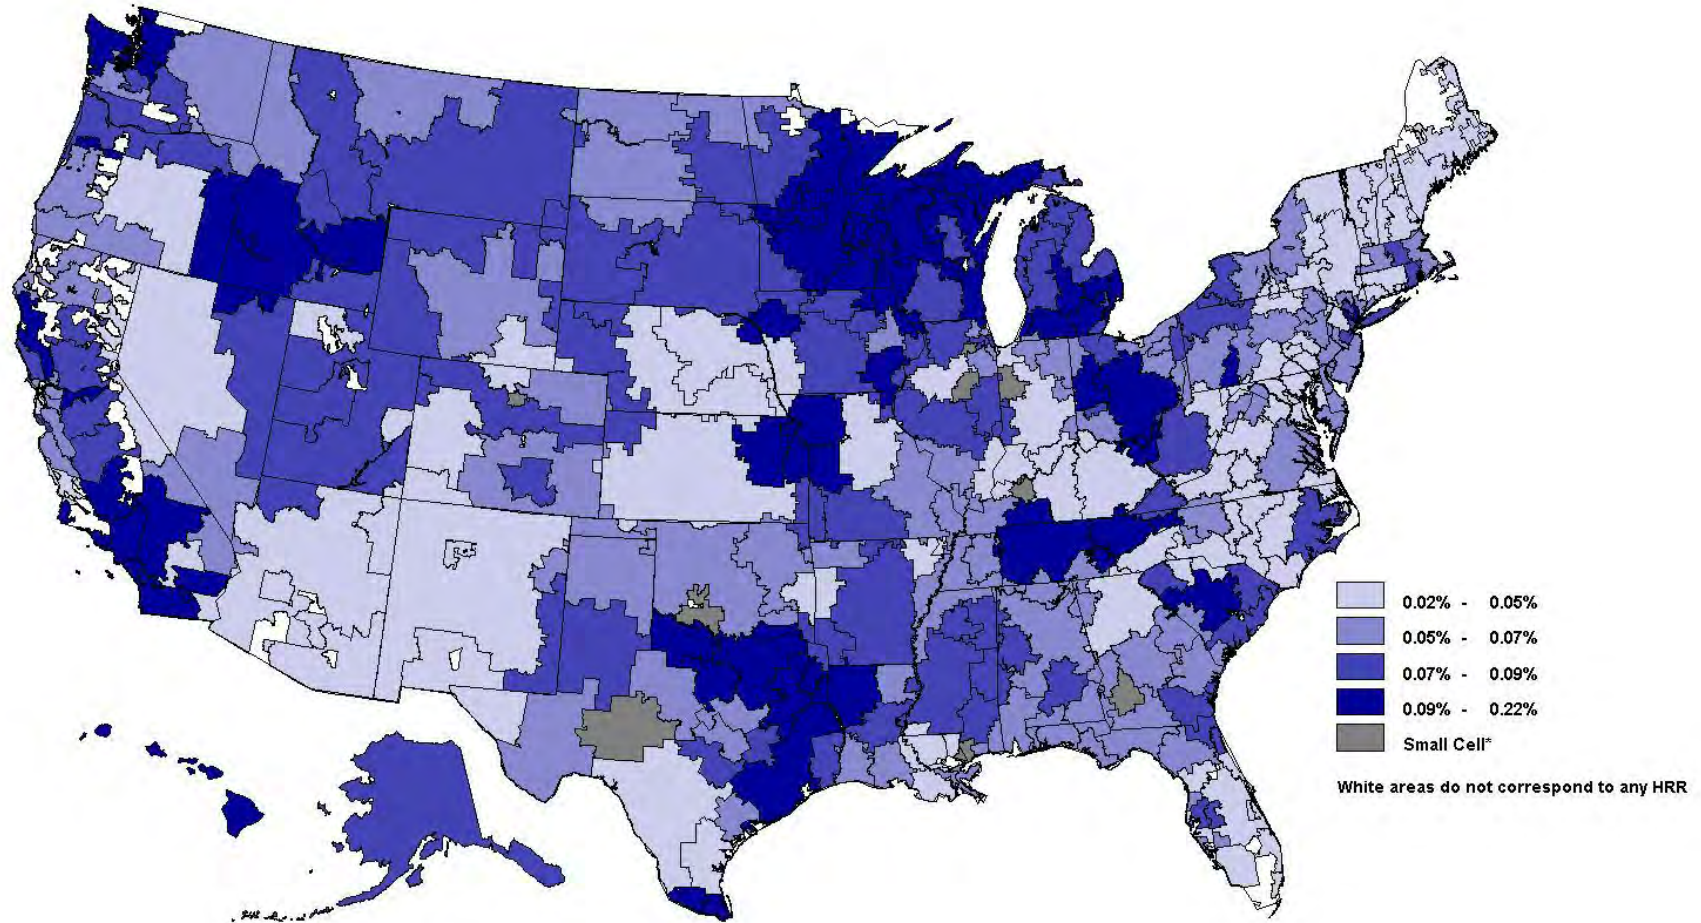 0.02% - 0.05%
0.05% - 0.07%
0.07% - 0.09%
0.09% - 0.22%
Small Cell*
White areas do not correspond to any HRR